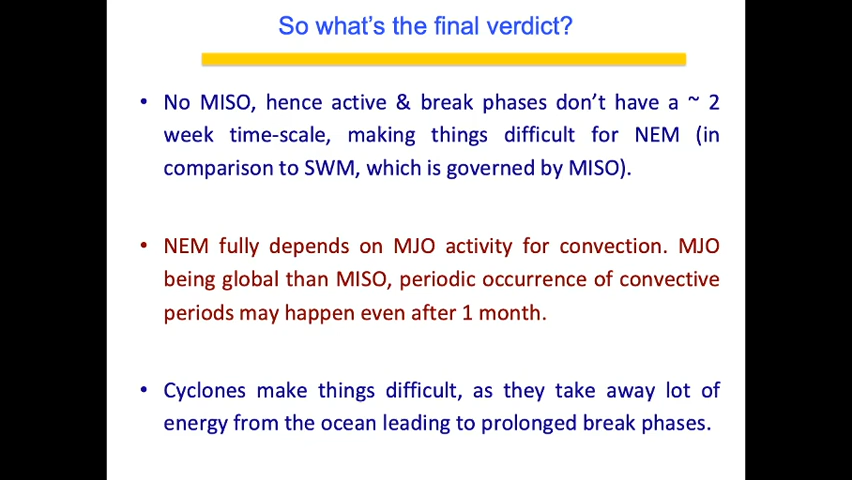 So what's the final verdict?
• No MISO, hence active & break phases don't have a ~ 2
week time-scale, making things difficult for NEM (in
comparison to SWM, which is governed by MISO).
• NEM fully depends on MJO activity for convection. MJO
being global than MISO, periodic occurrence of convective
periods may happen even after 1 month.
• Cyclones make things difficult, as they take away lot of
energy from the ocean leading to prolonged break phases.